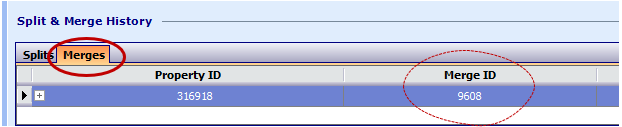 Split & Merge History
Splits Merges
Property ID Merge ID
316918 9608